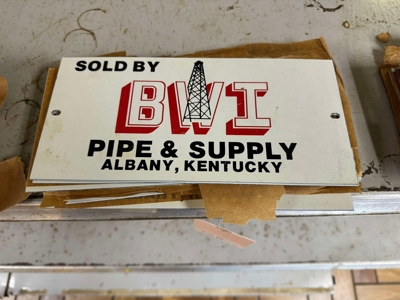 SOLD BY
BWI
PIPE & SUPPLY
ALBANY, KENTUCKY